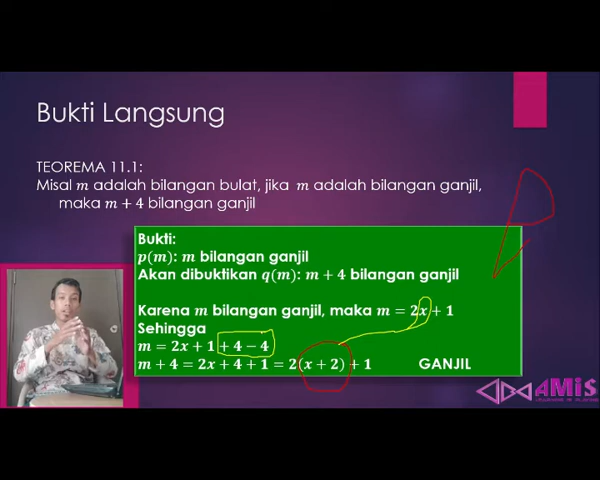 Bukti Langsung
TEOREMA 11.1:
Misal m adalah bilangan bulat, jika m adalah bilangan ganjil,
maka m + 4 bilangan ganjil
Bukti:
p(m): m bilangan ganjil
Akan dibuktikan q(m): m + 4 bilangan ganjil
Karena m bilangan ganjil, maka m = 2x + 1
Sehingga
m = 2x + 1 + 4 − 4
m + 4 = 2x + 4 + 1 = 2(x + 2) + 1 GANJIL
AMiS